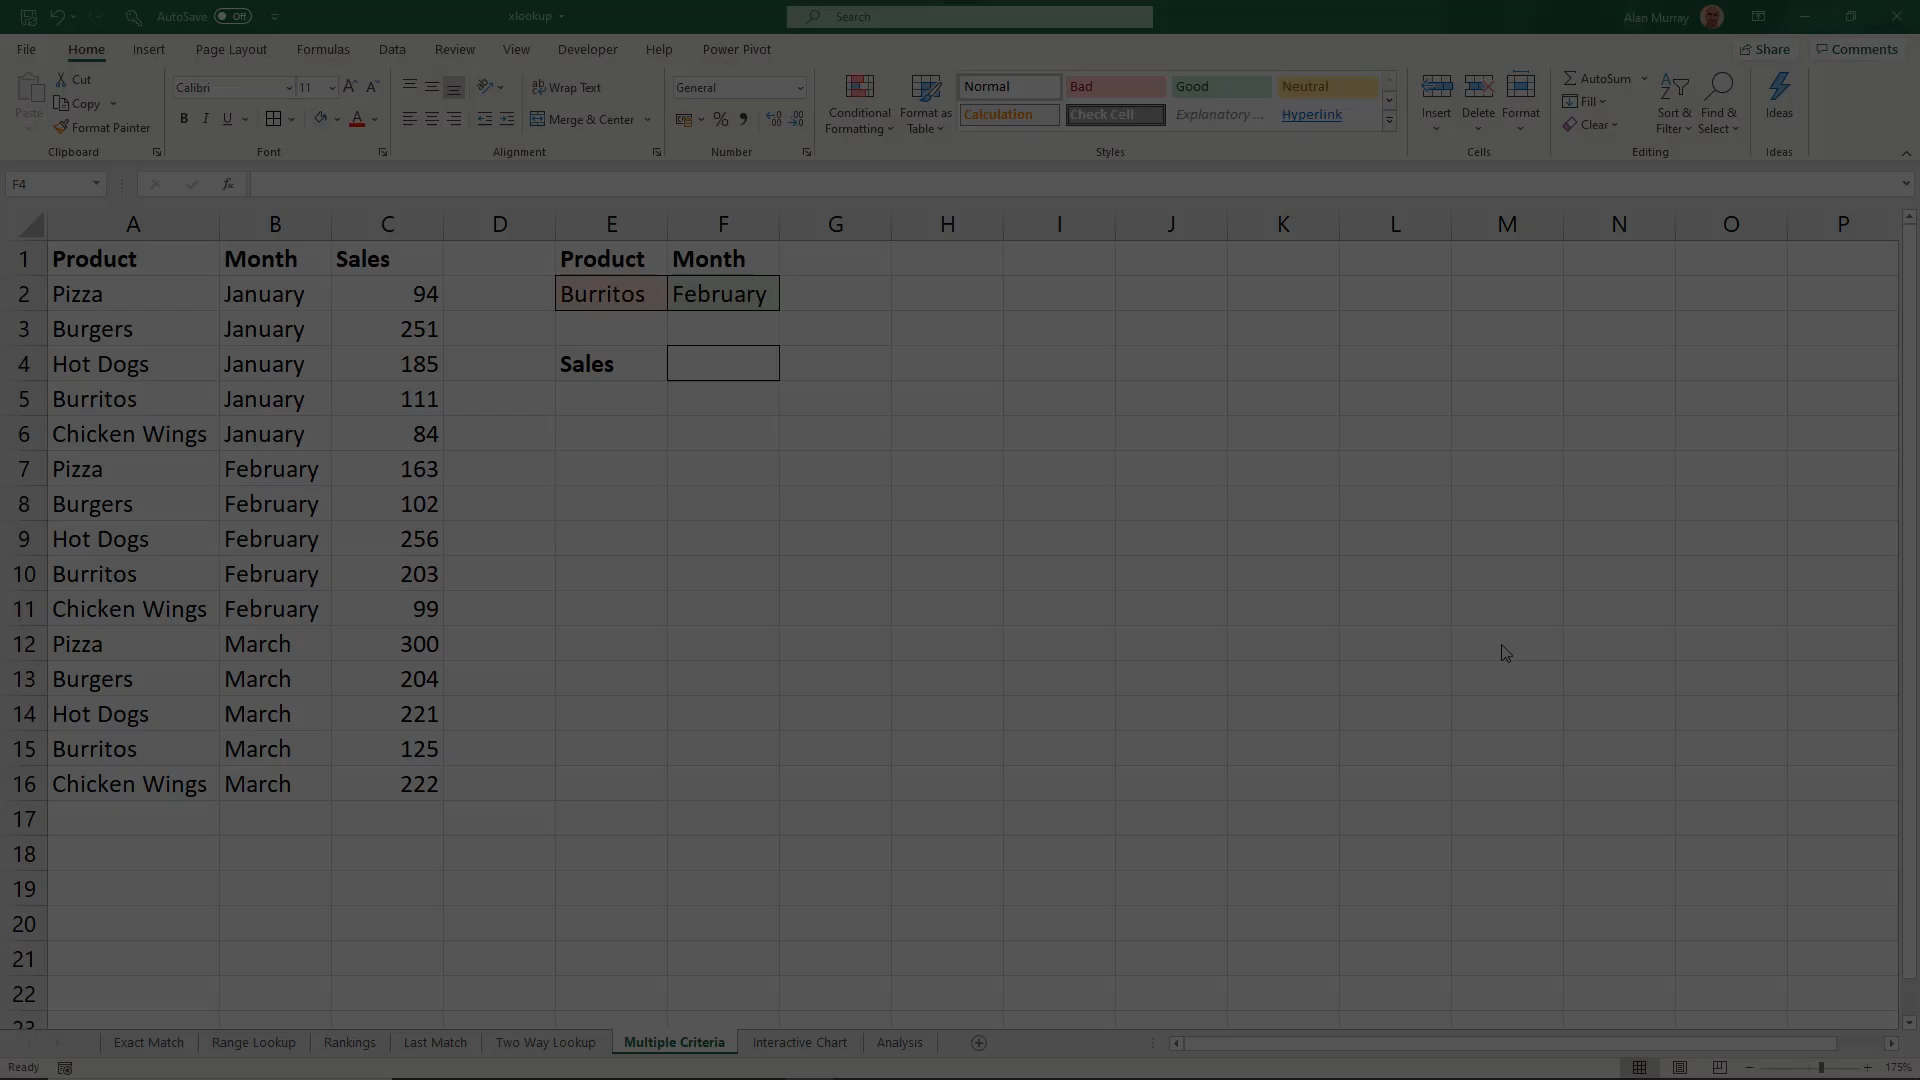 AutoSave Off xlookup Search Alan Murray
File Home Insert Page Layout Formulas Data Review View Developer Help Power Pivot Share Comments
Paste
Cut
Copy
Format Painter
Clipboard
Calibri 11
B I U
Font
Wrap Text
Merge & Center
Alignment
General
Number
Conditional Formatting
Format as Table
Normal Bad Good Neutral
Calculation Check Cell Explanatory ... Hyperlink
Styles
Insert Delete Format
Cells
AutoSum
Fill
Clear
Sort & Filter
Find & Select
Editing
Ideas
Ideas
F4 fx
A B C D E F G H I J K L M N O P
1 Product Month Sales Product Month
2 Pizza January 94 Burritos February
3 Burgers January 251
4 Hot Dogs January 185 Sales
5 Burritos January 111
6 Chicken Wings January 84
7 Pizza February 163
8 Burgers February 102
9 Hot Dogs February 256
10 Burritos February 203
11 Chicken Wings February 99
12 Pizza March 300
13 Burgers March 204
14 Hot Dogs March 221
15 Burritos March 125
16 Chicken Wings March 222
17
18
19
20
21
22
23
Exact Match Range Lookup Rankings Last Match Two Way Lookup Multiple Criteria Interactive Chart Analysis
Ready 175%